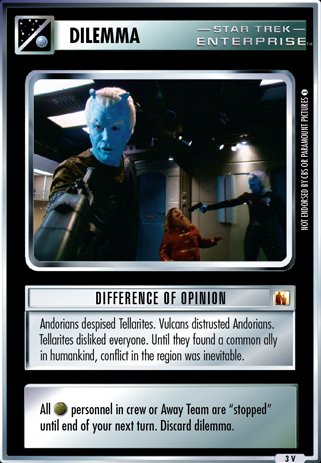 DILEMMA
STAR TREK
ENTERPRISE™
NOT ENDORSED BY CBS OR PARAMOUNT PICTURES
DIFFERENCE OF OPINION
Andorians despised Tellarites. Vulcans distrusted Andorians.
Tellarites disliked everyone. Until they found a common ally
in humankind, conflict in the region was inevitable.
All personnel in crew or Away Team are “stopped”
until end of your next turn. Discard dilemma.
3 V